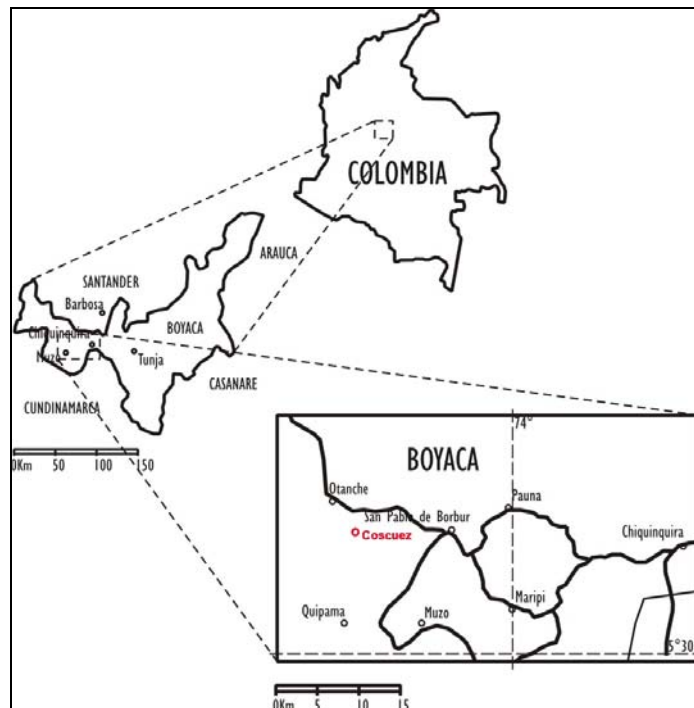 COLOMBIA
ARAUCA
SANTANDER
Barbosa
BOYACA
Chiquinquira
Muzo
Tunja
CASANARE
CUNDINAMARCA
0Km 50 100 150
74°
BOYACA
Otanche
Pauna
San Pablo de Borbur
Coscuez
Chiquinquira
Maripi
Quipama
Muzo
5°30
0Km 5 10 15